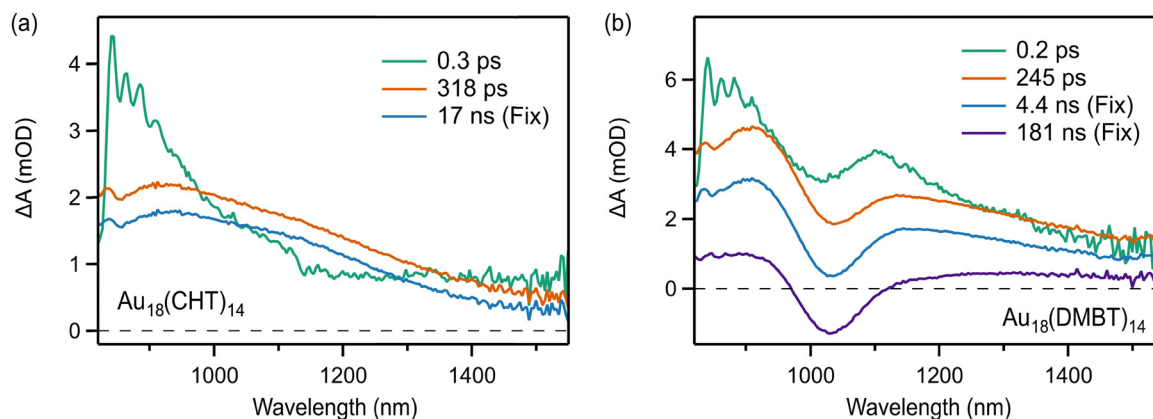 (a)
0.3 ps
318 ps
17 ns (Fix)
ΔA (mOD)
4
3
2
1
0
Au18(CHT)14
1000
1200
1400
Wavelength (nm)
(b)
0.2 ps
245 ps
4.4 ns (Fix)
181 ns (Fix)
ΔA (mOD)
6
4
2
0
Au18(DMBT)14
1000
1200
1400
Wavelength (nm)